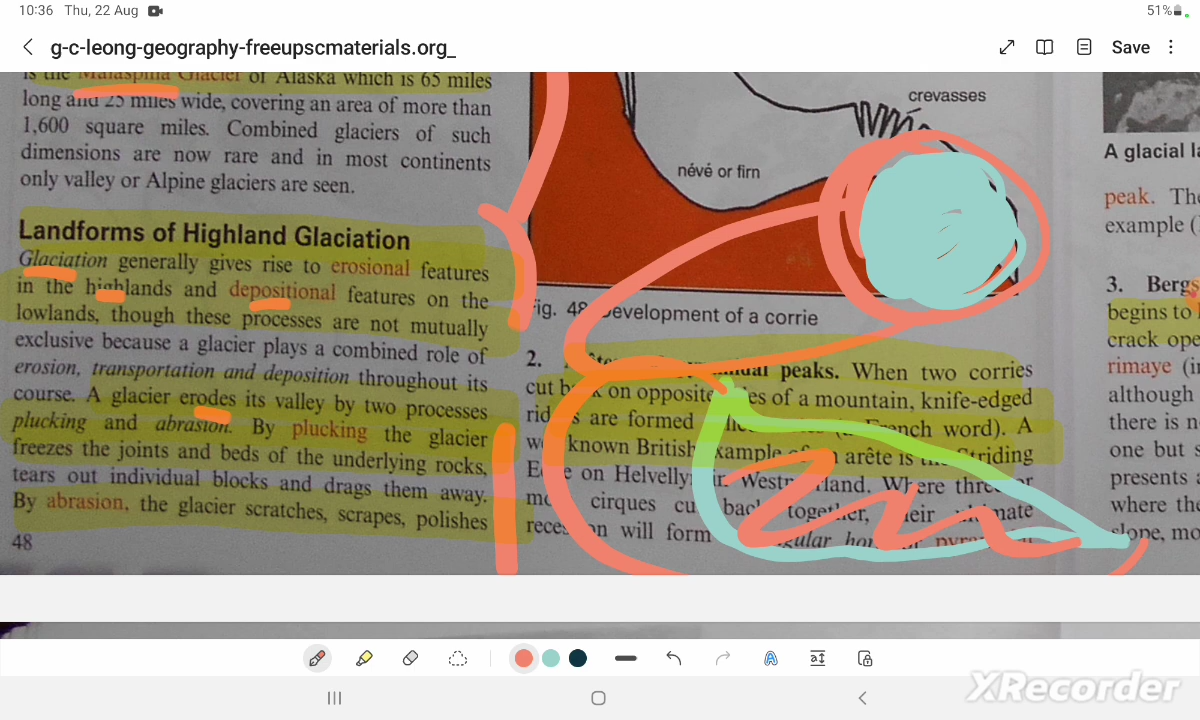 10:36 Thu, 22 Aug
51%
g-c-leong-geography-freeupscmaterials.org_
Save
is the Malaspina Glacier of Alaska which is 65 miles
long and 25 miles wide, covering an area of more than
1,600 square miles. Combined glaciers of such
dimensions are now rare and in most continents
only valley or Alpine glaciers are seen.
Landforms of Highland Glaciation
Glaciation generally gives rise to erosional features
in the highlands and depositional features on the
lowlands, though these processes are not mutually
exclusive because a glacier plays a combined role of
erosion, transportation and deposition throughout its
course. A glacier erodes its valley by two processes
plucking and abrasion. By plucking the glacier
freezes the joints and beds of the underlying rocks,
tears out individual blocks and drags them away.
By abrasion, the glacier scratches, scrapes, polishes
48
crevasses
névé or firn
Fig. 48 Development of a corrie
2. peaks. When two corries
cut on opposite of a mountain, knife-edged
are formed French word). A
known British arête is Striding
on Where
cirques together,
will form
A glacial
peak.
example
3.
begins to
crack
rimaye
although
there is
one but
presents
where
slope,
XRecorder